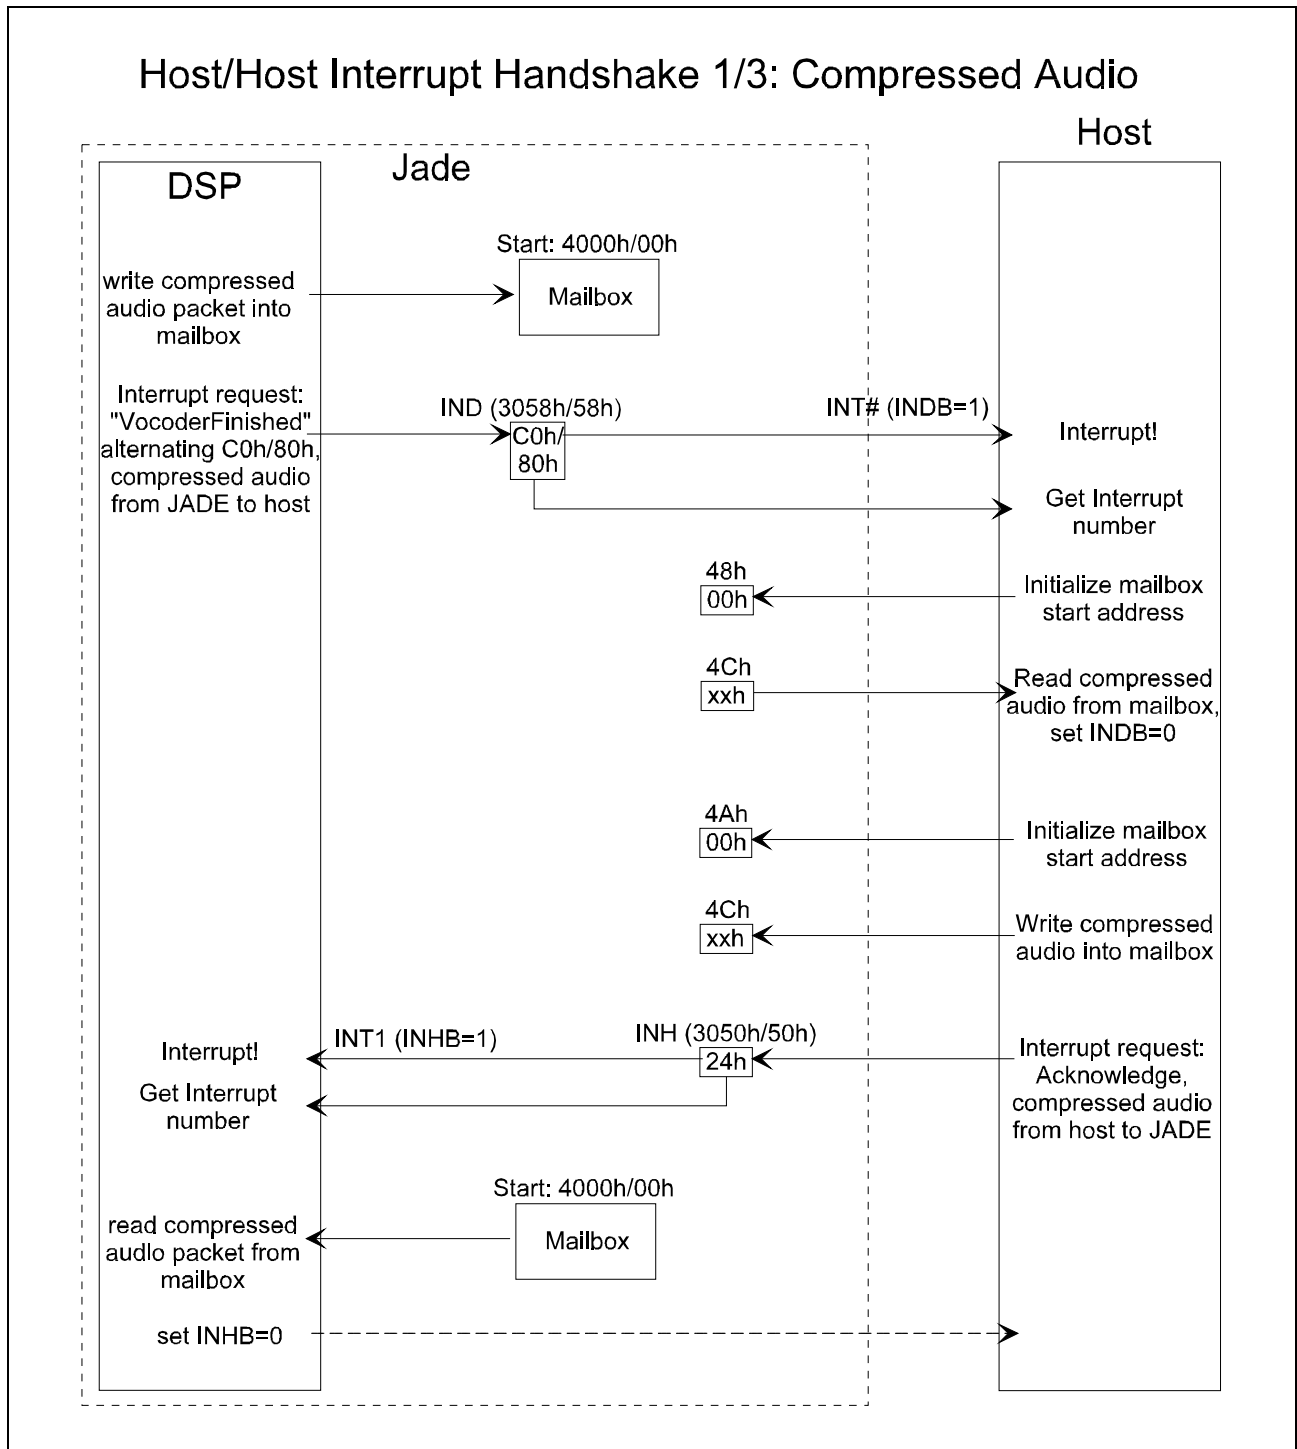 Host/Host Interrupt Handshake 1/3: Compressed Audio
Host
Jade
DSP
Start: 4000h/00h
write compressed
audio packet into
mailbox
Mailbox
Interrupt request:
"VocoderFinished"
alternating C0h/80h,
compressed audio
from JADE to host
IND (3058h/58h)
C0h/
80h
INT# (INDB=1)
Interrupt!
Get Interrupt
number
48h
00h
Initialize mailbox
start address
4Ch
xxh
Read compressed
audio from mailbox,
set INDB=0
4Ah
00h
Initialize mailbox
start address
4Ch
xxh
Write compressed
audio into mailbox
Interrupt!
INT1 (INHB=1)
INH (3050h/50h)
24h
Interrupt request:
Acknowledge,
compressed audio
from host to JADE
Get Interrupt
number
Start: 4000h/00h
read compressed
audio packet from
mailbox
Mailbox
set INHB=0